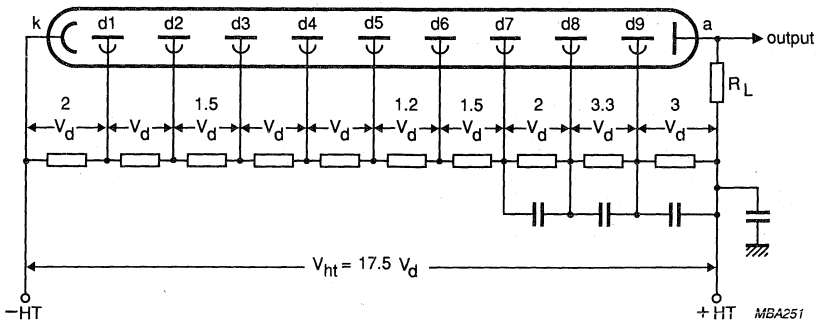 k d1 d2 d3 d4 d5 d6 d7 d8 d9 a
output
R_L
2 1.5 1.2 1.5 2 3.3 3
V_d V_d V_d V_d V_d V_d V_d V_d V_d V_d
V_ht = 17.5 V_d
−HT +HT MBA251